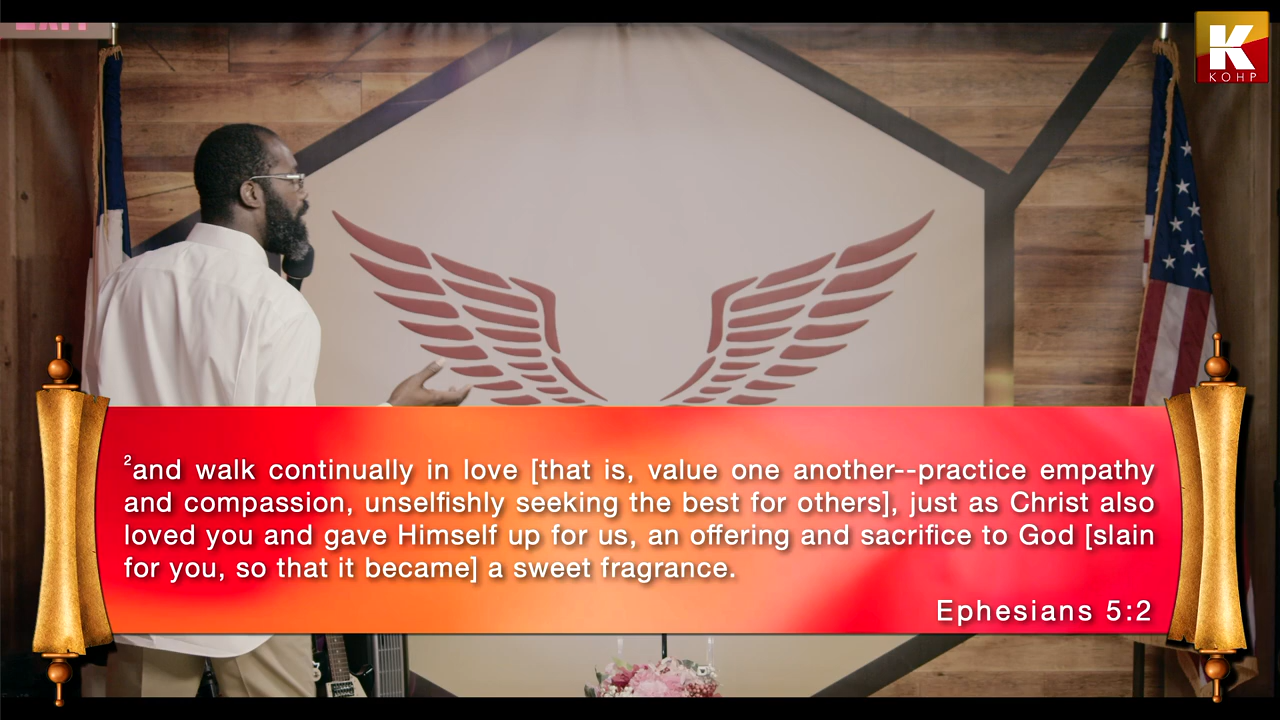 EXIT
K
KOHP
²and walk continually in love [that is, value one another--practice empathy
and compassion, unselfishly seeking the best for others], just as Christ also
loved you and gave Himself up for us, an offering and sacrifice to God [slain
for you, so that it became] a sweet fragrance.
Ephesians 5:2